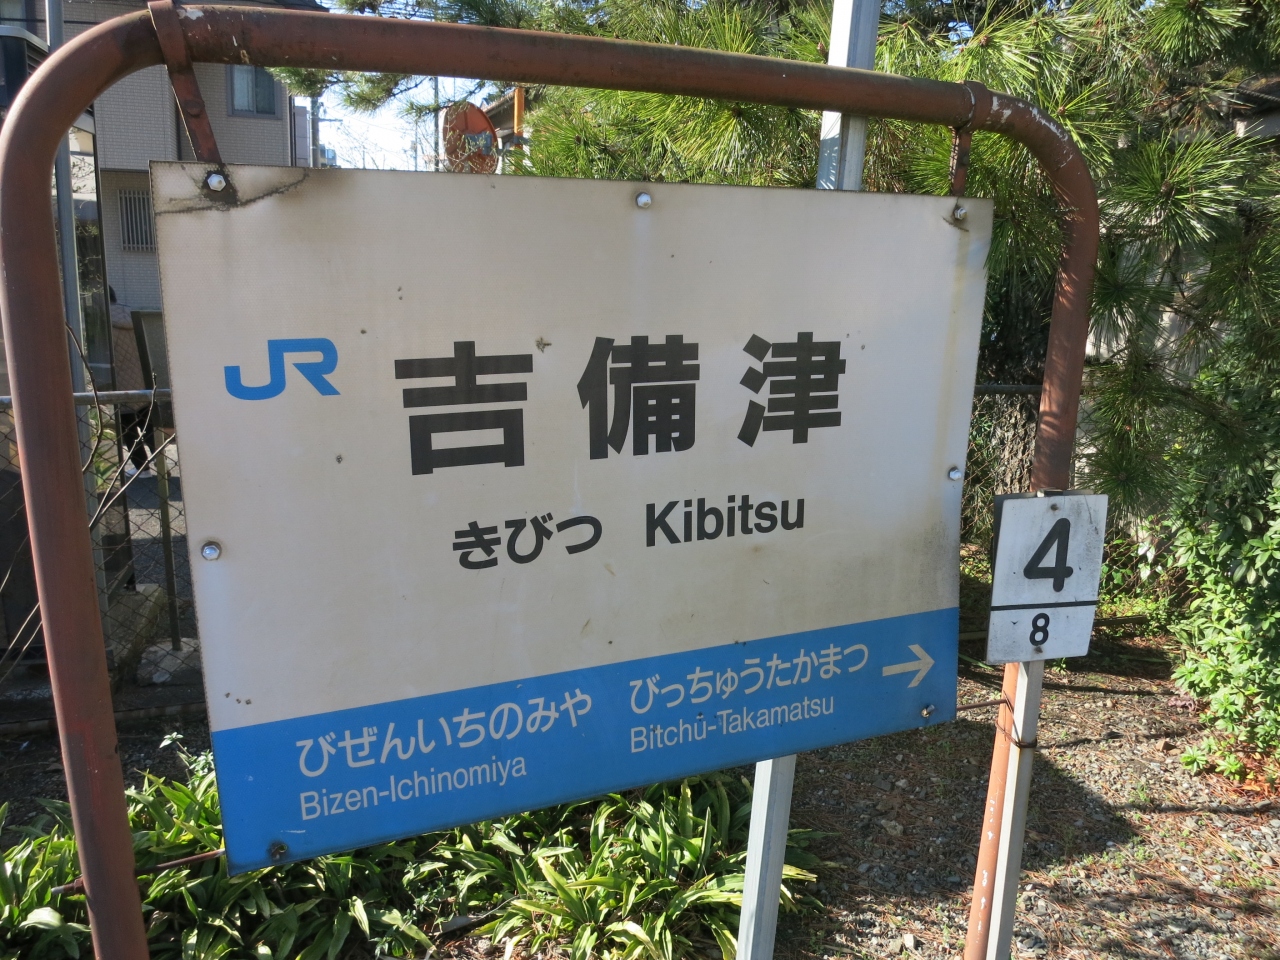 JR 吉備津
きびつ Kibitsu
びぜんいちのみや びっちゅうたかまつ →
Bizen-Ichinomiya Bitchū-Takamatsu
4
8